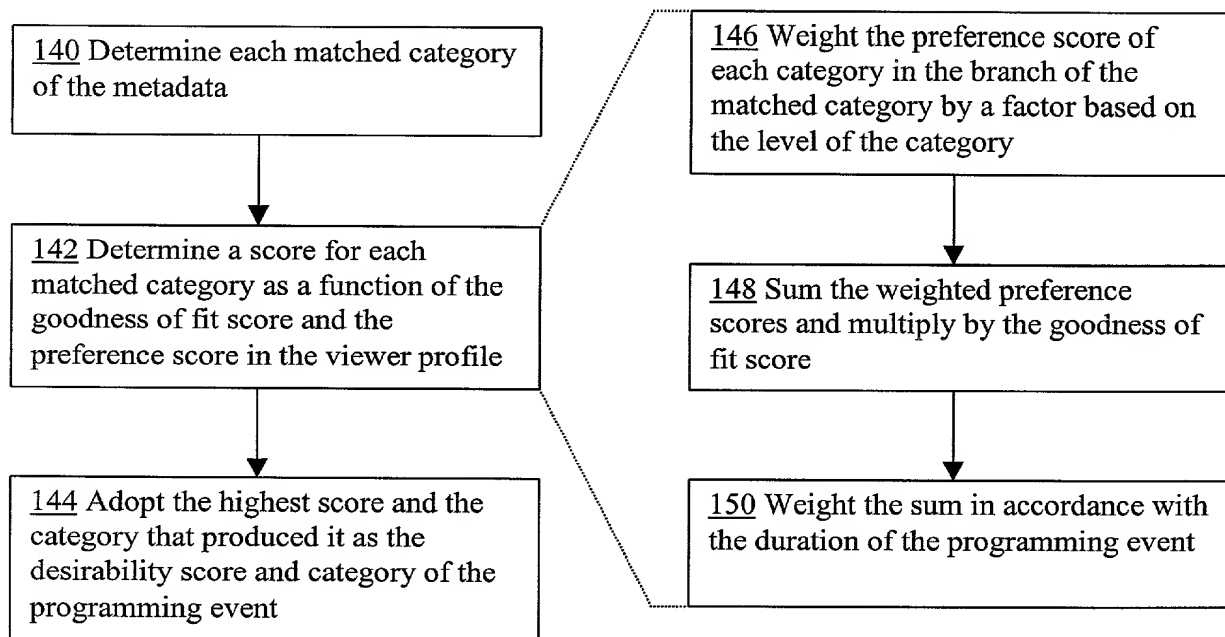 140 Determine each matched category
of the metadata
142 Determine a score for each
matched category as a function of the
goodness of fit score and the
preference score in the viewer profile
144 Adopt the highest score and the
category that produced it as the
desirability score and category of the
programming event
146 Weight the preference score of
each category in the branch of the
matched category by a factor based on
the level of the category
148 Sum the weighted preference
scores and multiply by the goodness of
fit score
150 Weight the sum in accordance with
the duration of the programming event